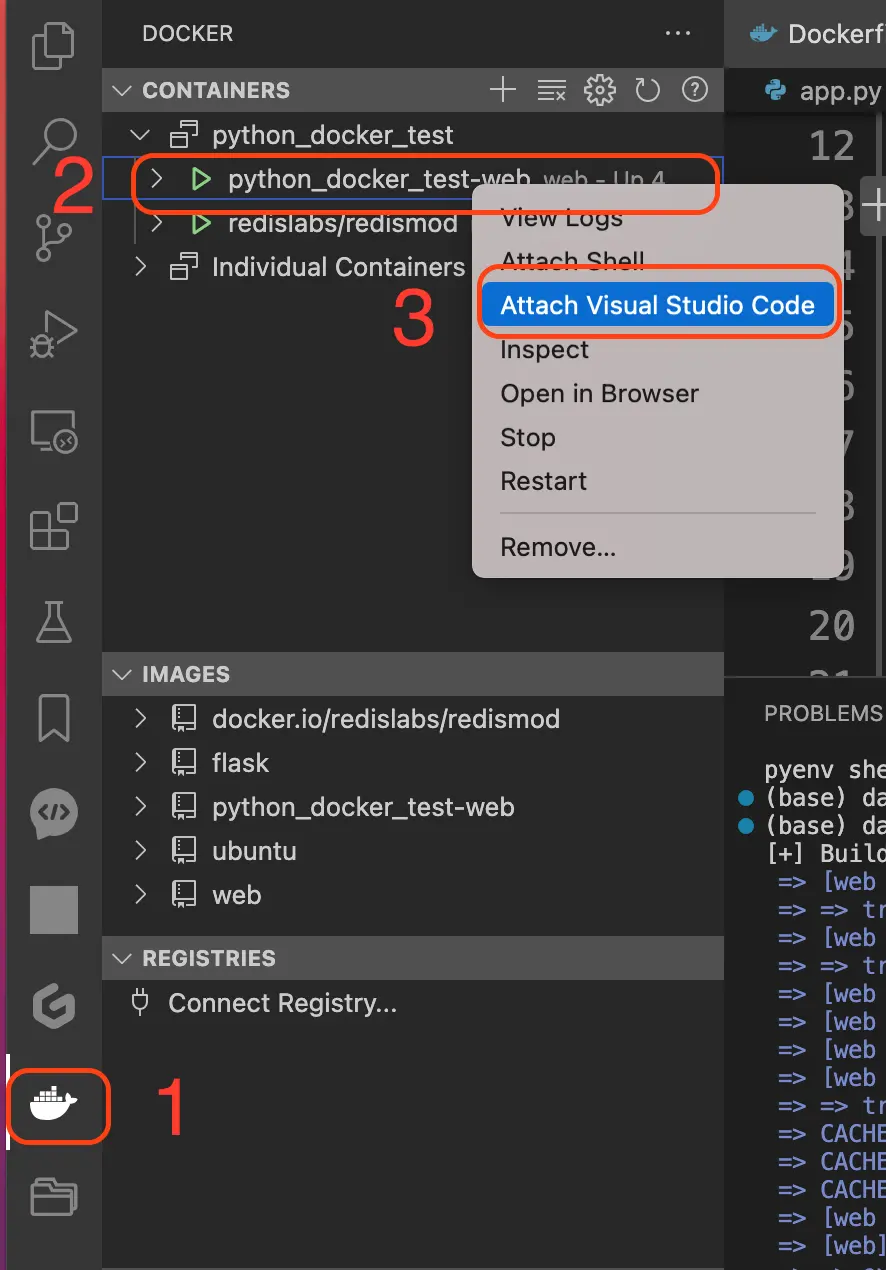 DOCKER
Dockerf
CONTAINERS
app.py
python_docker_test
12
2
python_docker_test-web web - Up 4
View Logs
redislabs/redismod
Attach Shell
Individual Containers
3
Attach Visual Studio Code
Inspect
Open in Browser
Stop
Restart
Remove...
20
IMAGES
docker.io/redislabs/redismod
PROBLEMS
flask
pyenv she
python_docker_test-web
(base) da
(base) da
ubuntu
[+] Build
web
=> [web
=> => tr
=> [web
REGISTRIES
=> => tr
Connect Registry...
=> [web
=> [web
=> [web
=> [web
1
=> => tr
=> CACHE
=> CACHE
=> CACHE
=> [web
=> [web]